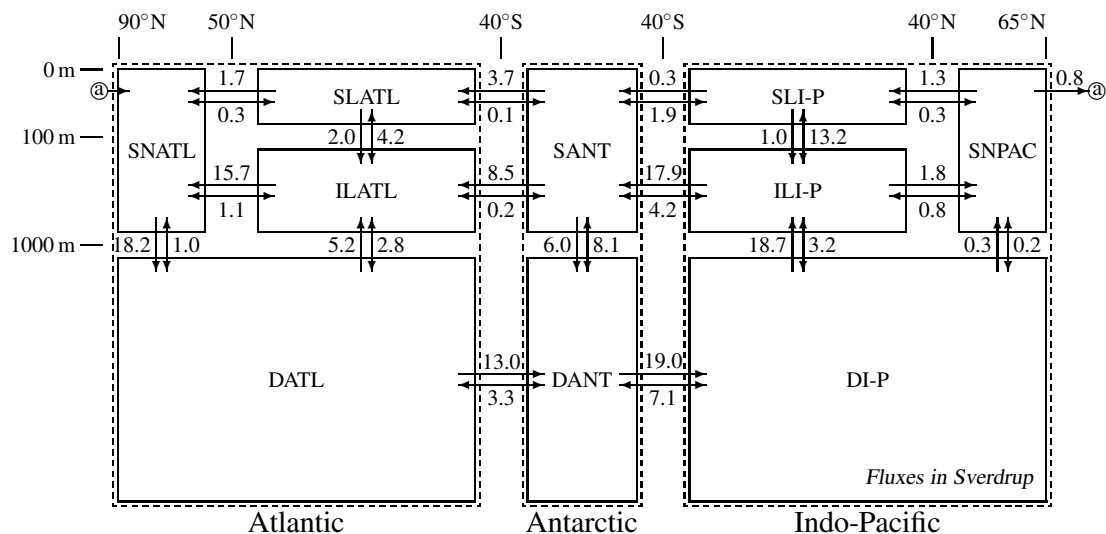 90°N 50°N 40°S 40°S 40°N 65°N
0 m
1.7 3.7 0.3 1.3 0.8
ⓐ SLATL SLI-P ⓐ
0.3 0.1 1.9 0.3
100 m 2.0 4.2 1.0 13.2
SNATL SANT SNPAC
15.7 8.5 17.9 1.8
ILATL ILI-P
1.1 0.2 4.2 0.8
1000 m 18.2 1.0 5.2 2.8 6.0 8.1 18.7 3.2 0.3 0.2
13.0 19.0
DATL DANT DI-P
3.3 7.1
Fluxes in Sverdrup
Atlantic Antarctic Indo-Pacific